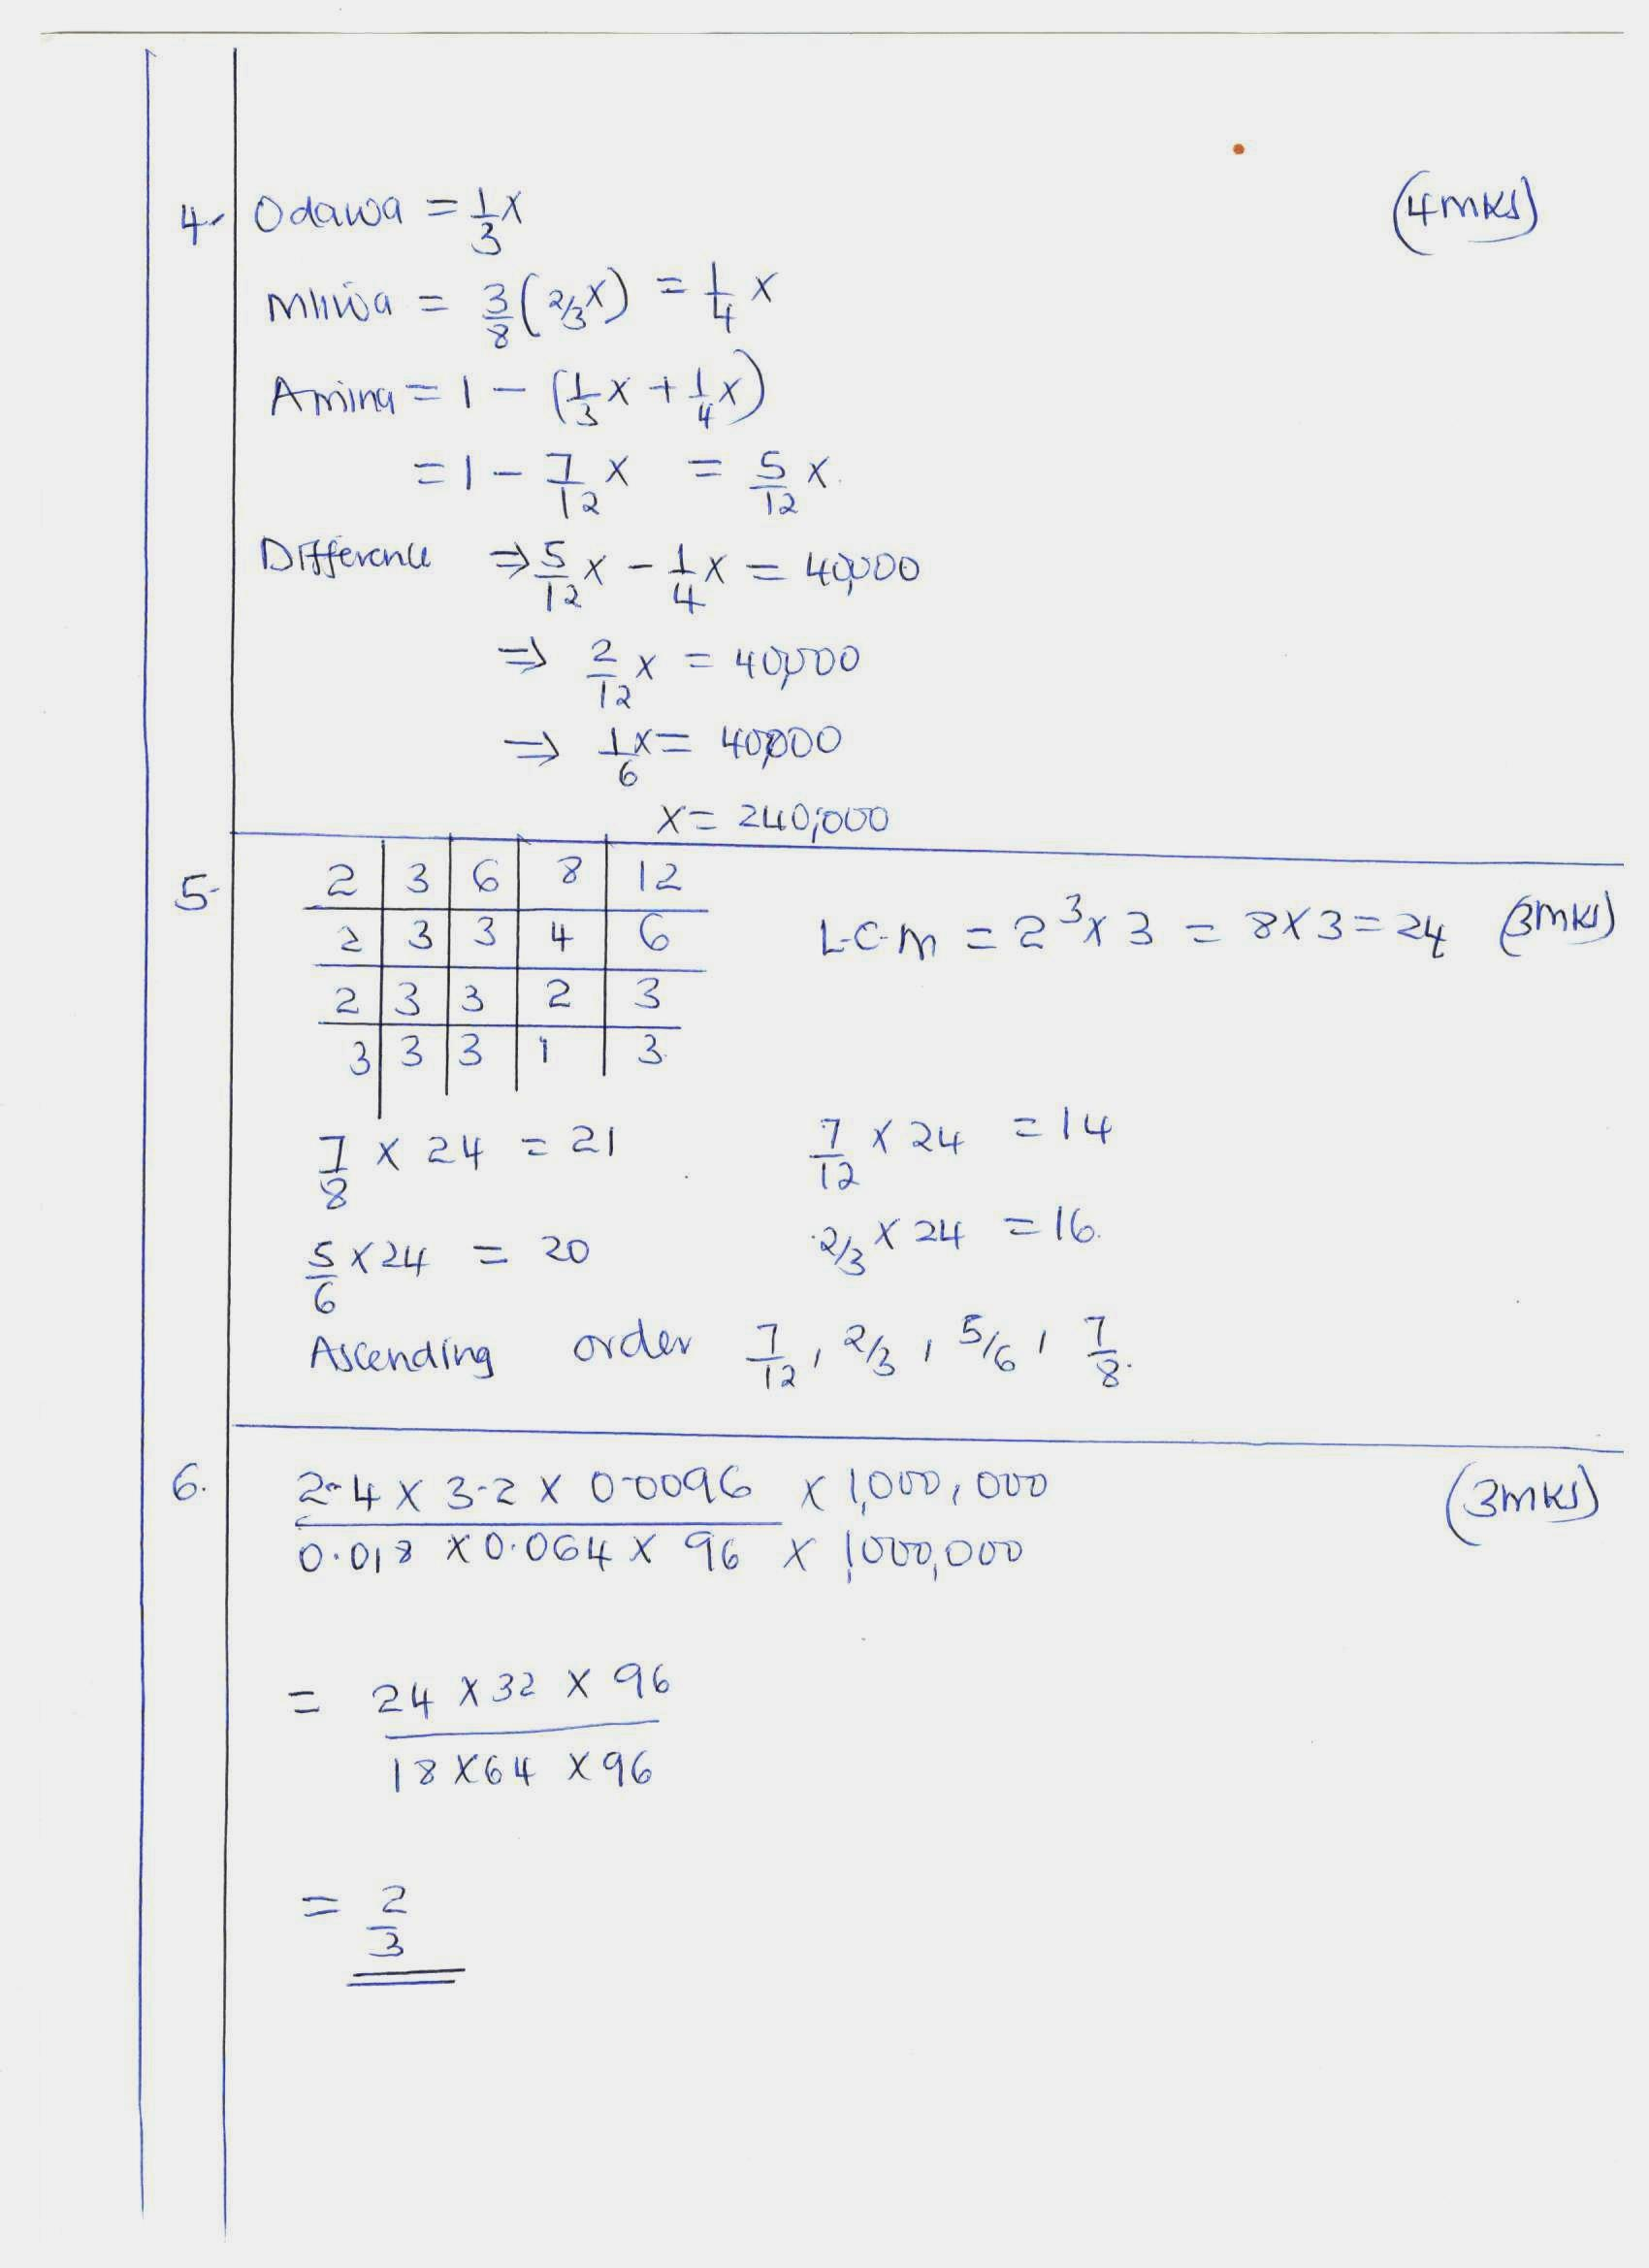 4. Odawa = 1/3 x (4mks)
Mliwa = 3/8 (2/3 x) = 1/4 x
Amina = 1 - (1/3 x + 1/4 x)
= 1 - 7/12 x = 5/12 x.
Difference ⇒ 5/12 x - 1/4 x = 40,000
⇒ 2/12 x = 40,000
⇒ 1/6 x = 40,000
x = 240,000
5. 2 | 3 | 6 | 8 | 12
2 | 3 | 3 | 4 | 6 L.C.M = 2³ x 3 = 8 x 3 = 24 (3mks)
2 | 3 | 3 | 2 | 3
3 | 3 | 3 | 1 | 3
7/8 x 24 = 21 7/12 x 24 = 14
5/6 x 24 = 20 2/3 x 24 = 16.
Ascending order 7/12, 2/3, 5/6, 7/8.
6. 2.4 x 3.2 x 0.0096 x 1,000,000 (3mks)
0.018 x 0.064 x 96 x 1,000,000
= 24 x 32 x 96
18 x 64 x 96
= 2/3